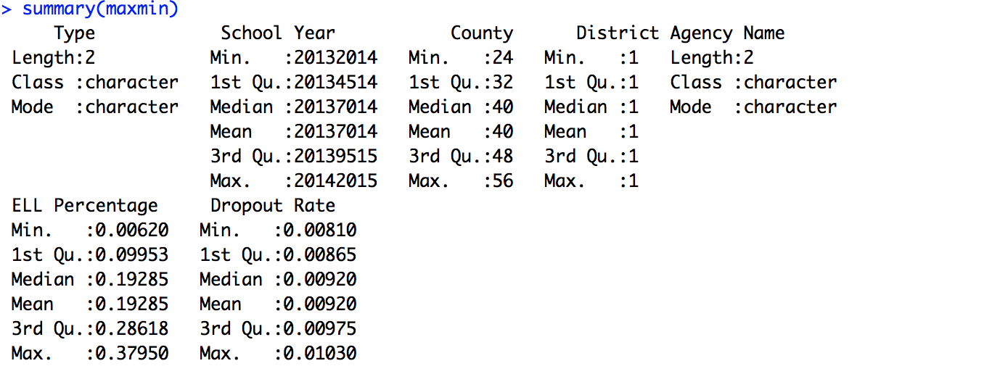 > summary(maxmin)
Type School Year County District Agency Name
Length:2 Min. :20132014 Min. :24 Min. :1 Length:2
Class :character 1st Qu.:20134514 1st Qu.:32 1st Qu.:1 Class :character
Mode :character Median :20137014 Median :40 Median :1 Mode :character
Mean :20137014 Mean :40 Mean :1
3rd Qu.:20139515 3rd Qu.:48 3rd Qu.:1
Max. :20142015 Max. :56 Max. :1
ELL Percentage Dropout Rate
Min. :0.00620 Min. :0.00810
1st Qu.:0.09953 1st Qu.:0.00865
Median :0.19285 Median :0.00920
Mean :0.19285 Mean :0.00920
3rd Qu.:0.28618 3rd Qu.:0.00975
Max. :0.37950 Max. :0.01030